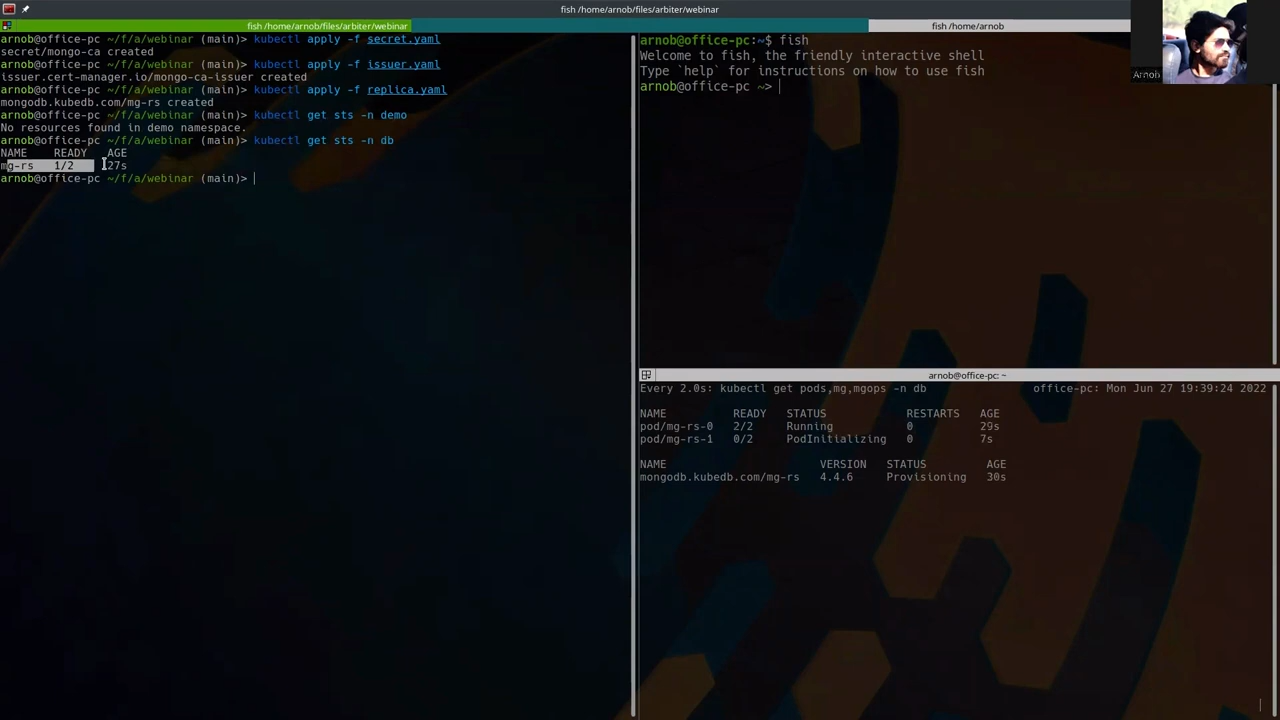 fish /home/arnob/files/arbiter/webinar
fish /home/arnob/files/arbiter/webinar
arnob@office-pc ~/f/a/webinar (main)> kubectl apply -f secret.yaml
secret/mongo-ca created
arnob@office-pc ~/f/a/webinar (main)> kubectl apply -f issuer.yaml
issuer.cert-manager.io/mongo-ca-issuer created
arnob@office-pc ~/f/a/webinar (main)> kubectl apply -f replica.yaml
mongodb.kubedb.com/mg-rs created
arnob@office-pc ~/f/a/webinar (main)> kubectl get sts -n demo
No resources found in demo namespace.
arnob@office-pc ~/f/a/webinar (main)> kubectl get sts -n db
NAME READY AGE
mg-rs 1/2 27s
arnob@office-pc ~/f/a/webinar (main)>
fish /home/arnob
arnob@office-pc:~$ fish
Welcome to fish, the friendly interactive shell
Type `help` for instructions on how to use fish
arnob@office-pc ~>
Arnob
arnob@office-pc: ~
Every 2.0s: kubectl get pods,mg,mgops -n db office-pc: Mon Jun 27 19:39:24 2022
NAME READY STATUS RESTARTS AGE
pod/mg-rs-0 2/2 Running 0 29s
pod/mg-rs-1 0/2 PodInitializing 0 7s
NAME VERSION STATUS AGE
mongodb.kubedb.com/mg-rs 4.4.6 Provisioning 30s